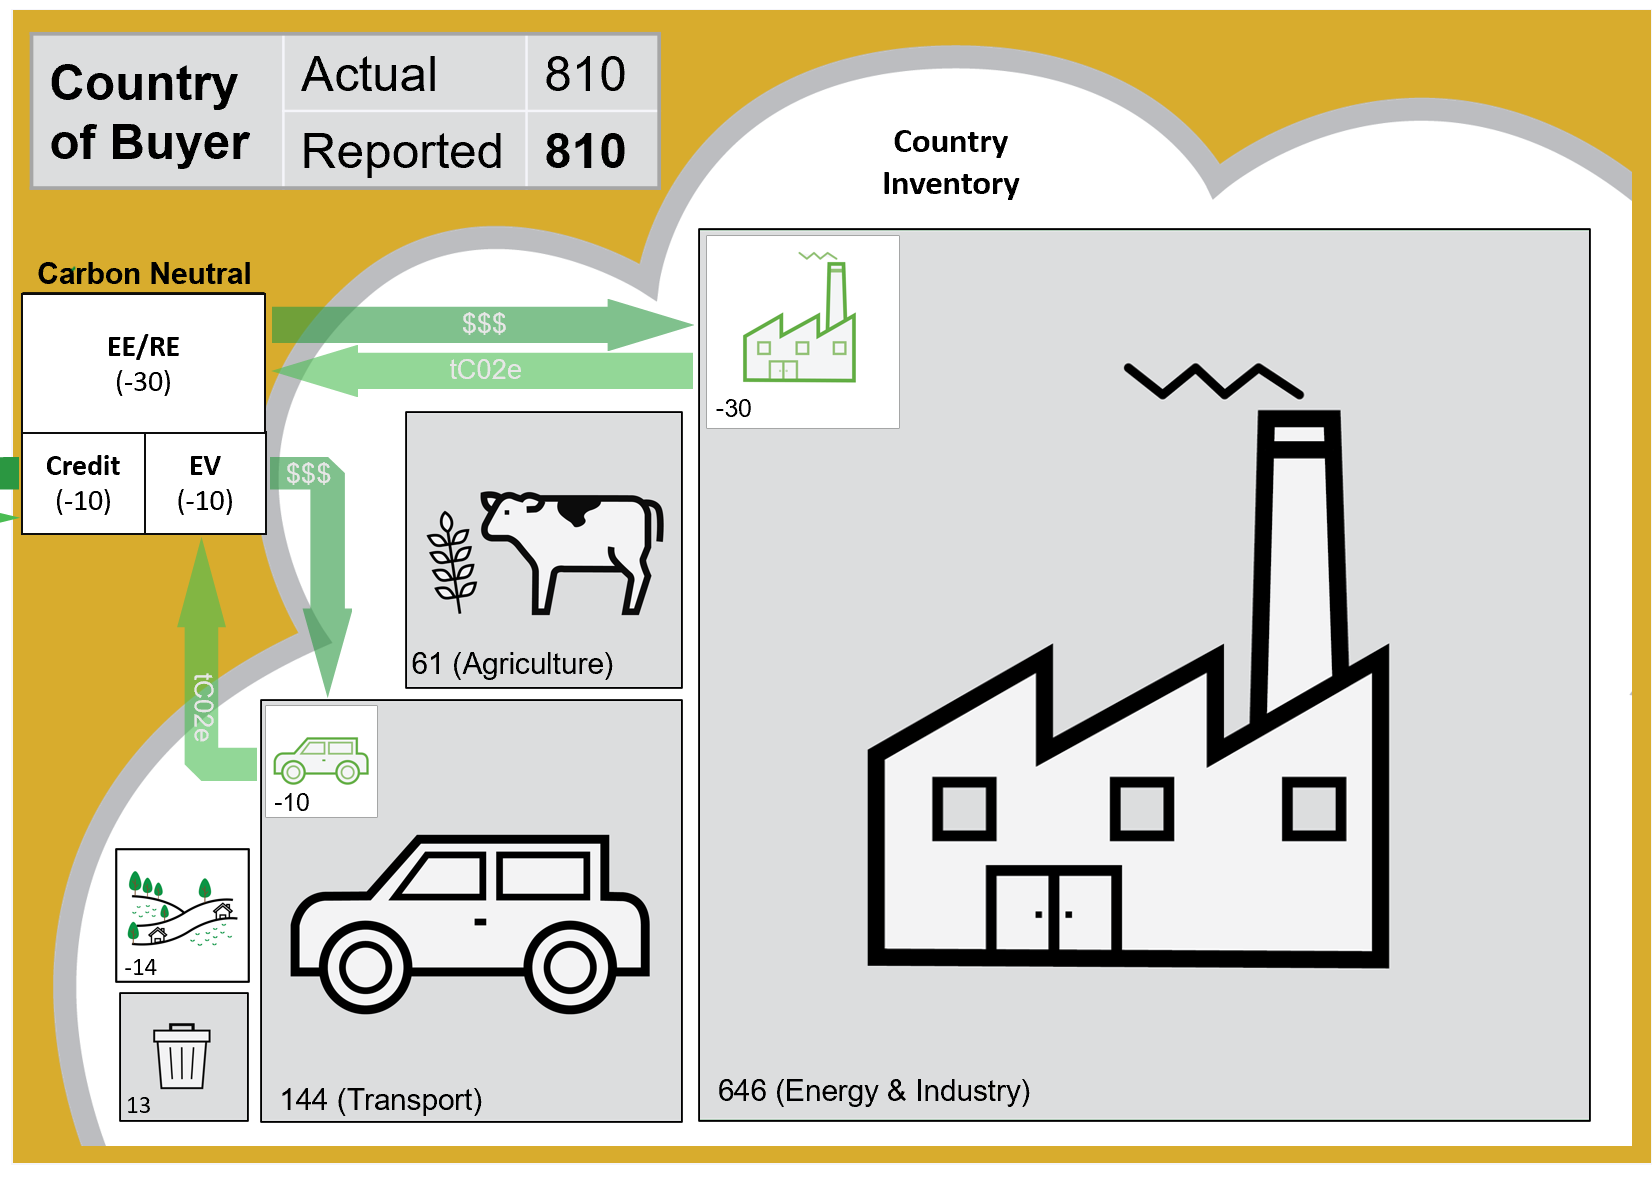 Country
of Buyer
Actual 810
Reported 810
Country
Inventory
Carbon Neutral
EE/RE
(-30)
$$$
tC02e
-30
Credit
(-10)
EV
(-10)
$$$
61 (Agriculture)
tC02e
-10
-14
13
144 (Transport)
646 (Energy & Industry)